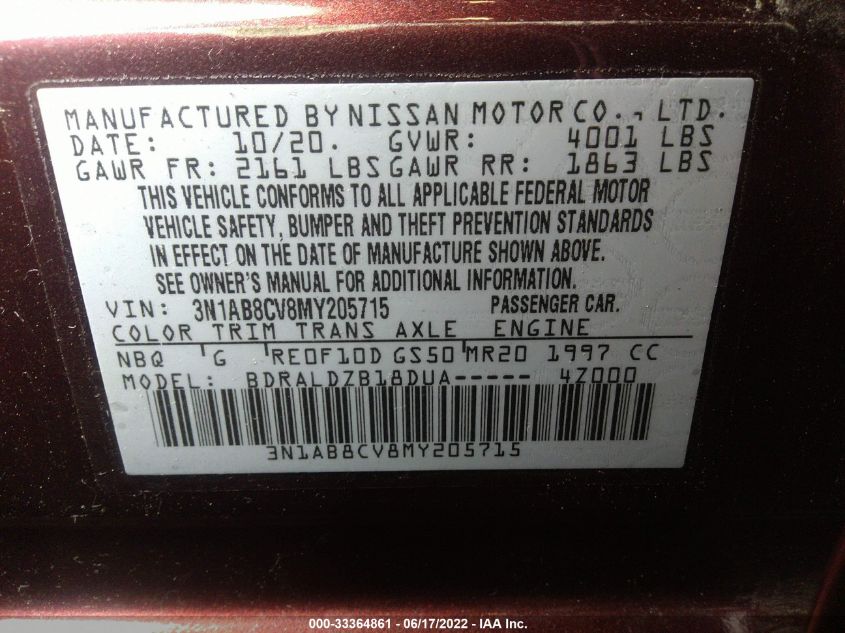 MANUFACTURED BY NISSAN MOTOR CO., LTD.
DATE: 10/20. GVWR: 4001 LBS
GAWR FR: 2161 LBS GAWR RR: 1863 LBS
THIS VEHICLE CONFORMS TO ALL APPLICABLE FEDERAL MOTOR
VEHICLE SAFETY, BUMPER AND THEFT PREVENTION STANDARDS
IN EFFECT ON THE DATE OF MANUFACTURE SHOWN ABOVE.
SEE OWNER'S MANUAL FOR ADDITIONAL INFORMATION.
VIN: 3N1AB8CV8MY205715 PASSENGER CAR.
COLOR TRIM TRANS AXLE ENGINE
NBQ G RE0F10D GS50 MR20 1997 CC
MODEL: BDRALDZB18DUA----- 4Z000
3N1AB8CV8MY205715
000-33364861 - 06/17/2022 - IAA Inc.